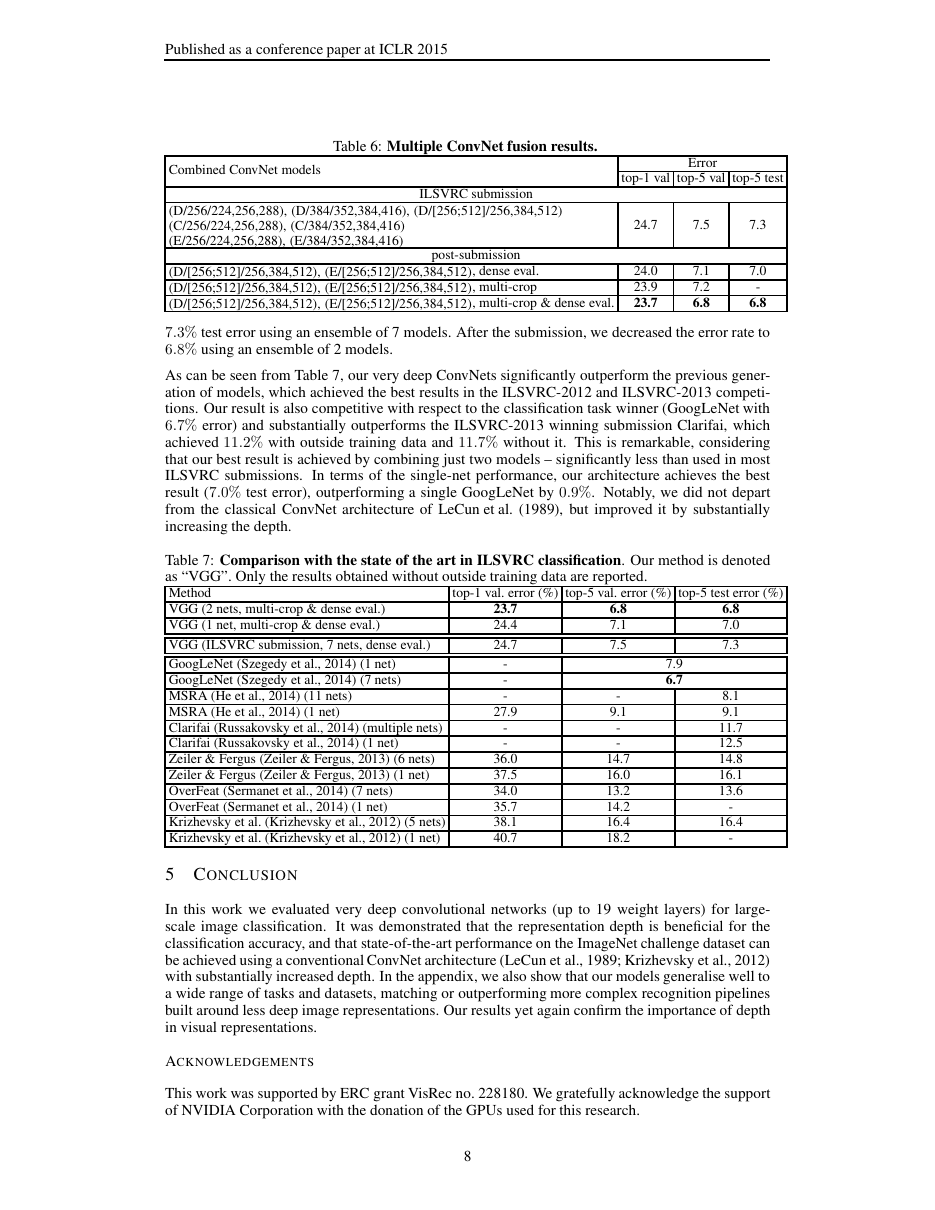 Published as a conference paper at ICLR 2015
Table 6: Multiple ConvNet fusion results.
Combined ConvNet models Error
top-1 val top-5 val top-5 test
ILSVRC submission
(D/256/224,256,288), (D/384/352,384,416), (D/[256;512]/256,384,512)
(C/256/224,256,288), (C/384/352,384,416) 24.7 7.5 7.3
(E/256/224,256,288), (E/384/352,384,416)
post-submission
(D/[256;512]/256,384,512), (E/[256;512]/256,384,512), dense eval. 24.0 7.1 7.0
(D/[256;512]/256,384,512), (E/[256;512]/256,384,512), multi-crop 23.9 7.2 -
(D/[256;512]/256,384,512), (E/[256;512]/256,384,512), multi-crop & dense eval. 23.7 6.8 6.8
7.3% test error using an ensemble of 7 models. After the submission, we decreased the error rate to
6.8% using an ensemble of 2 models.
As can be seen from Table 7, our very deep ConvNets significantly outperform the previous gener-
ation of models, which achieved the best results in the ILSVRC-2012 and ILSVRC-2013 competi-
tions. Our result is also competitive with respect to the classification task winner (GoogLeNet with
6.7% error) and substantially outperforms the ILSVRC-2013 winning submission Clarifai, which
achieved 11.2% with outside training data and 11.7% without it. This is remarkable, considering
that our best result is achieved by combining just two models – significantly less than used in most
ILSVRC submissions. In terms of the single-net performance, our architecture achieves the best
result (7.0% test error), outperforming a single GoogLeNet by 0.9%. Notably, we did not depart
from the classical ConvNet architecture of LeCun et al. (1989), but improved it by substantially
increasing the depth.
Table 7: Comparison with the state of the art in ILSVRC classification. Our method is denoted
as “VGG”. Only the results obtained without outside training data are reported.
Method top-1 val. error (%) top-5 val. error (%) top-5 test error (%)
VGG (2 nets, multi-crop & dense eval.) 23.7 6.8 6.8
VGG (1 net, multi-crop & dense eval.) 24.4 7.1 7.0
VGG (ILSVRC submission, 7 nets, dense eval.) 24.7 7.5 7.3
GoogLeNet (Szegedy et al., 2014) (1 net) - 7.9
GoogLeNet (Szegedy et al., 2014) (7 nets) - 6.7
MSRA (He et al., 2014) (11 nets) - - 8.1
MSRA (He et al., 2014) (1 net) 27.9 9.1 9.1
Clarifai (Russakovsky et al., 2014) (multiple nets) - - 11.7
Clarifai (Russakovsky et al., 2014) (1 net) - - 12.5
Zeiler & Fergus (Zeiler & Fergus, 2013) (6 nets) 36.0 14.7 14.8
Zeiler & Fergus (Zeiler & Fergus, 2013) (1 net) 37.5 16.0 16.1
OverFeat (Sermanet et al., 2014) (7 nets) 34.0 13.2 13.6
OverFeat (Sermanet et al., 2014) (1 net) 35.7 14.2 -
Krizhevsky et al. (Krizhevsky et al., 2012) (5 nets) 38.1 16.4 16.4
Krizhevsky et al. (Krizhevsky et al., 2012) (1 net) 40.7 18.2 -
5 CONCLUSION
In this work we evaluated very deep convolutional networks (up to 19 weight layers) for large-
scale image classification. It was demonstrated that the representation depth is beneficial for the
classification accuracy, and that state-of-the-art performance on the ImageNet challenge dataset can
be achieved using a conventional ConvNet architecture (LeCun et al., 1989; Krizhevsky et al., 2012)
with substantially increased depth. In the appendix, we also show that our models generalise well to
a wide range of tasks and datasets, matching or outperforming more complex recognition pipelines
built around less deep image representations. Our results yet again confirm the importance of depth
in visual representations.
ACKNOWLEDGEMENTS
This work was supported by ERC grant VisRec no. 228180. We gratefully acknowledge the support
of NVIDIA Corporation with the donation of the GPUs used for this research.
8